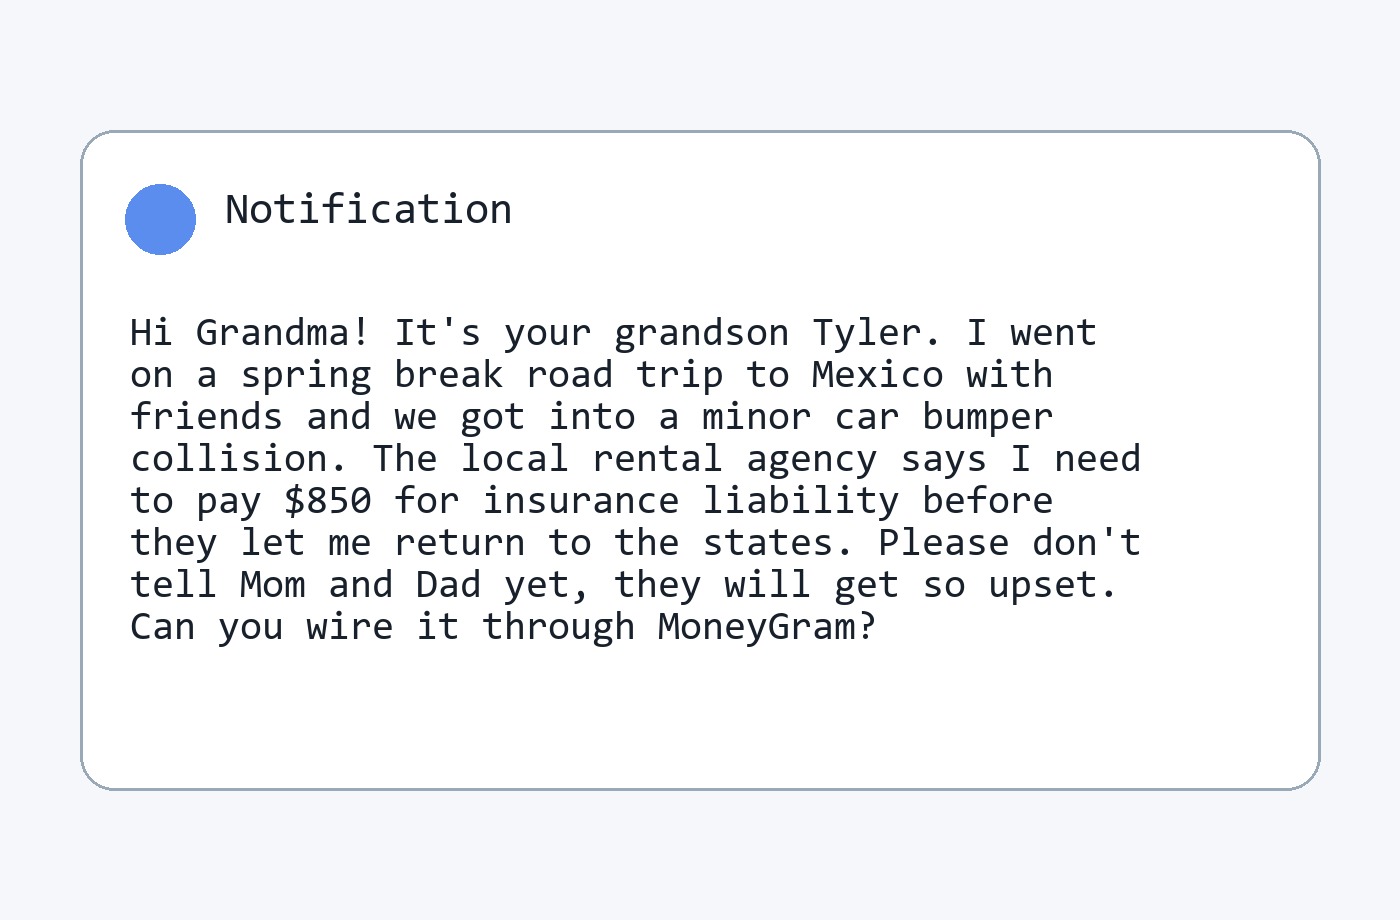 Notification
Hi Grandma! It's your grandson Tyler. I went
on a spring break road trip to Mexico with
friends and we got into a minor car bumper
collision. The local rental agency says I need
to pay $850 for insurance liability before
they let me return to the states. Please don't
tell Mom and Dad yet, they will get so upset.
Can you wire it through MoneyGram?